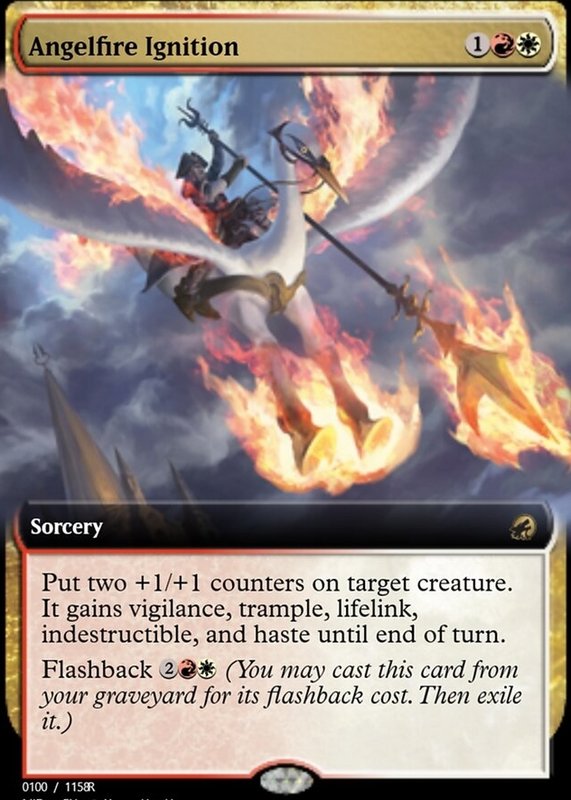 Angelfire Ignition 1
Sorcery
Put two +1/+1 counters on target creature.
It gains vigilance, trample, lifelink,
indestructible, and haste until end of turn.
Flashback 2 (You may cast this card from
your graveyard for its flashback cost. Then exile
it.)
0100 / 1158R